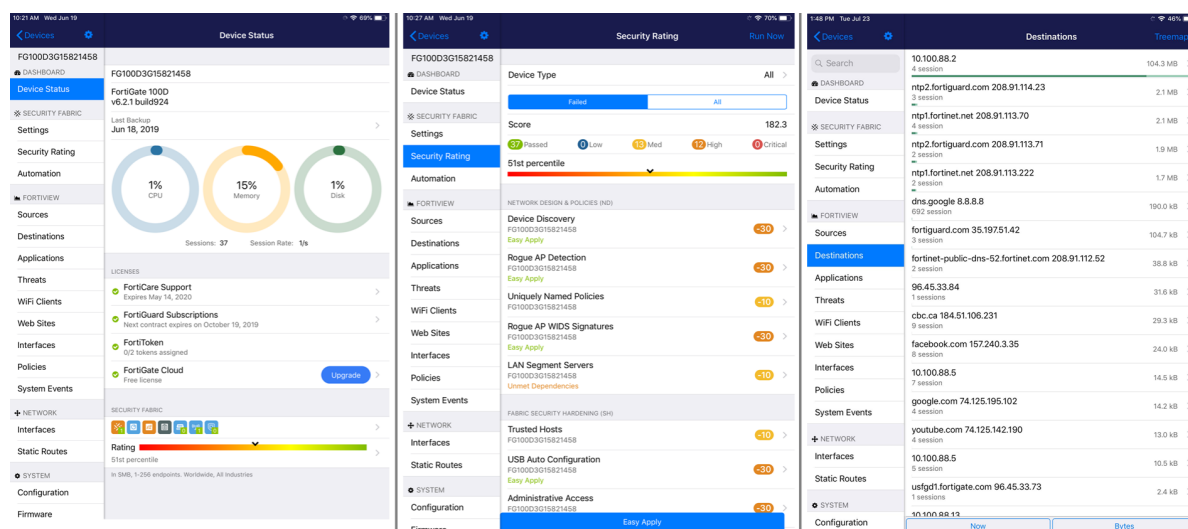 10:21 AM Wed Jun 19
69%
Devices
Device Status
FG100D3G15821458
DASHBOARD
Device Status
SECURITY FABRIC
Settings
Security Rating
Automation
FORTIVIEW
Sources
Destinations
Applications
Threats
WiFi Clients
Web Sites
Interfaces
Policies
System Events
NETWORK
Interfaces
Static Routes
SYSTEM
Configuration
Firmware
FG100D3G15821458
FortiGate 100D
v6.2.1 build924
Last Backup
Jun 18, 2019
1%
CPU
15%
Memory
1%
Disk
Sessions: 37 Session Rate: 1/s
LICENSES
FortiCare Support
Expires May 14, 2020
FortiGuard Subscriptions
Next contract expires on October 19, 2019
FortiToken
0/2 tokens assigned
FortiGate Cloud
Free license
Upgrade
SECURITY FABRIC
Rating
51st percentile
In SMB, 1-256 endpoints. Worldwide, All Industries
10:27 AM Wed Jun 19
70%
Devices
Security Rating
Run Now
FG100D3G15821458
DASHBOARD
Device Status
SECURITY FABRIC
Settings
Security Rating
Automation
FORTIVIEW
Sources
Destinations
Applications
Threats
WiFi Clients
Web Sites
Interfaces
Policies
System Events
NETWORK
Interfaces
Static Routes
SYSTEM
Configuration
Device Type All
Failed All
Score 182.3
37 Passed 0 Low 13 Med 12 High 0 Critical
51st percentile
NETWORK DESIGN & POLICIES (ND)
Device Discovery
FG100D3G15821458
Easy Apply
-30
Rogue AP Detection
FG100D3G15821458
Easy Apply
-30
Uniquely Named Policies
FG100D3G15821458
-10
Rogue AP WIDS Signatures
FG100D3G15821458
Easy Apply
-30
LAN Segment Servers
FG100D3G15821458
Unmet Dependencies
-10
FABRIC SECURITY HARDENING (SH)
Trusted Hosts
FG100D3G15821458
-10
USB Auto Configuration
FG100D3G15821458
Easy Apply
-30
Administrative Access
FG100D3G15821458
-30
Easy Apply
1:48 PM Tue Jul 23
46%
Devices
Destinations
Treemap
Search
DASHBOARD
Device Status
SECURITY FABRIC
Settings
Security Rating
Automation
FORTIVIEW
Sources
Destinations
Applications
Threats
WiFi Clients
Web Sites
Interfaces
Policies
System Events
NETWORK
Interfaces
Static Routes
SYSTEM
Configuration
10.100.88.2
4 session
104.3 MB
ntp2.fortiguard.com 208.91.114.23
3 session
2.1 MB
ntp1.fortinet.net 208.91.113.70
4 session
2.1 MB
ntp2.fortiguard.com 208.91.113.71
2 session
1.9 MB
ntp1.fortinet.net 208.91.113.222
2 session
1.7 MB
dns.google 8.8.8.8
692 session
190.0 kB
fortiguard.com 35.197.51.42
3 session
104.7 kB
fortinet-public-dns-52.fortinet.com 208.91.112.52
2 session
38.8 kB
96.45.33.84
1 sessions
31.6 kB
cbc.ca 184.51.106.231
9 session
29.3 kB
facebook.com 157.240.3.35
8 session
24.0 kB
10.100.88.5
7 session
14.5 kB
google.com 74.125.195.102
4 session
14.2 kB
youtube.com 74.125.142.190
4 session
13.0 kB
10.100.88.5
5 session
10.5 kB
usfgd1.fortigate.com 96.45.33.73
1 sessions
2.4 kB
10.100.88.13
Now Bytes